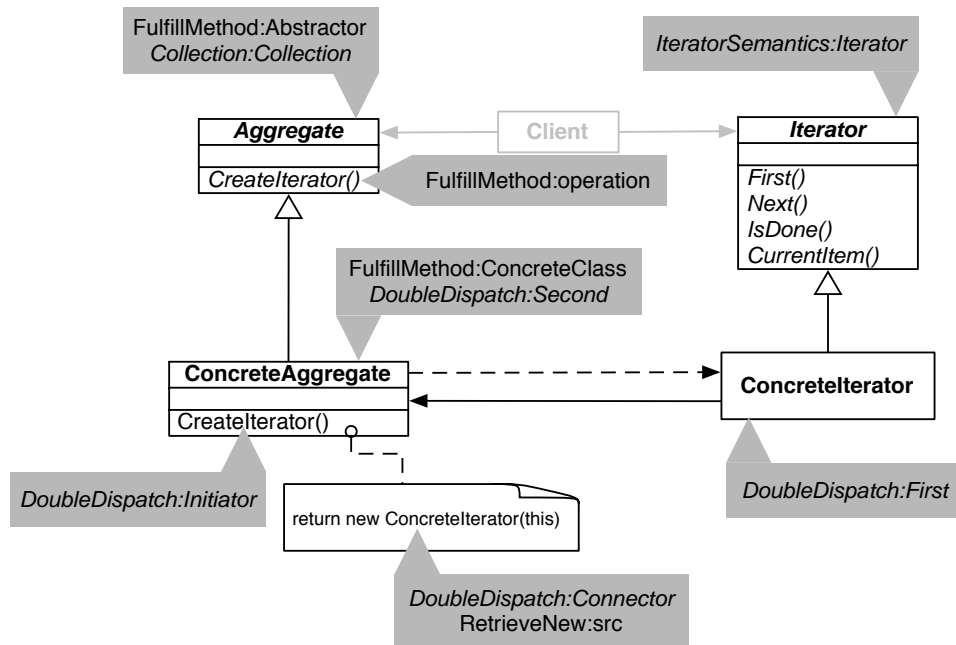 FulfillMethod:Abstractor
Collection:Collection
IteratorSemantics:Iterator
Aggregate
Client
Iterator
CreateIterator()
FulfillMethod:operation
First()
Next()
IsDone()
CurrentItem()
FulfillMethod:ConcreteClass
DoubleDispatch:Second
ConcreteAggregate
ConcreteIterator
CreateIterator()
DoubleDispatch:Initiator
DoubleDispatch:First
return new ConcreteIterator(this)
DoubleDispatch:Connector
RetrieveNew:src